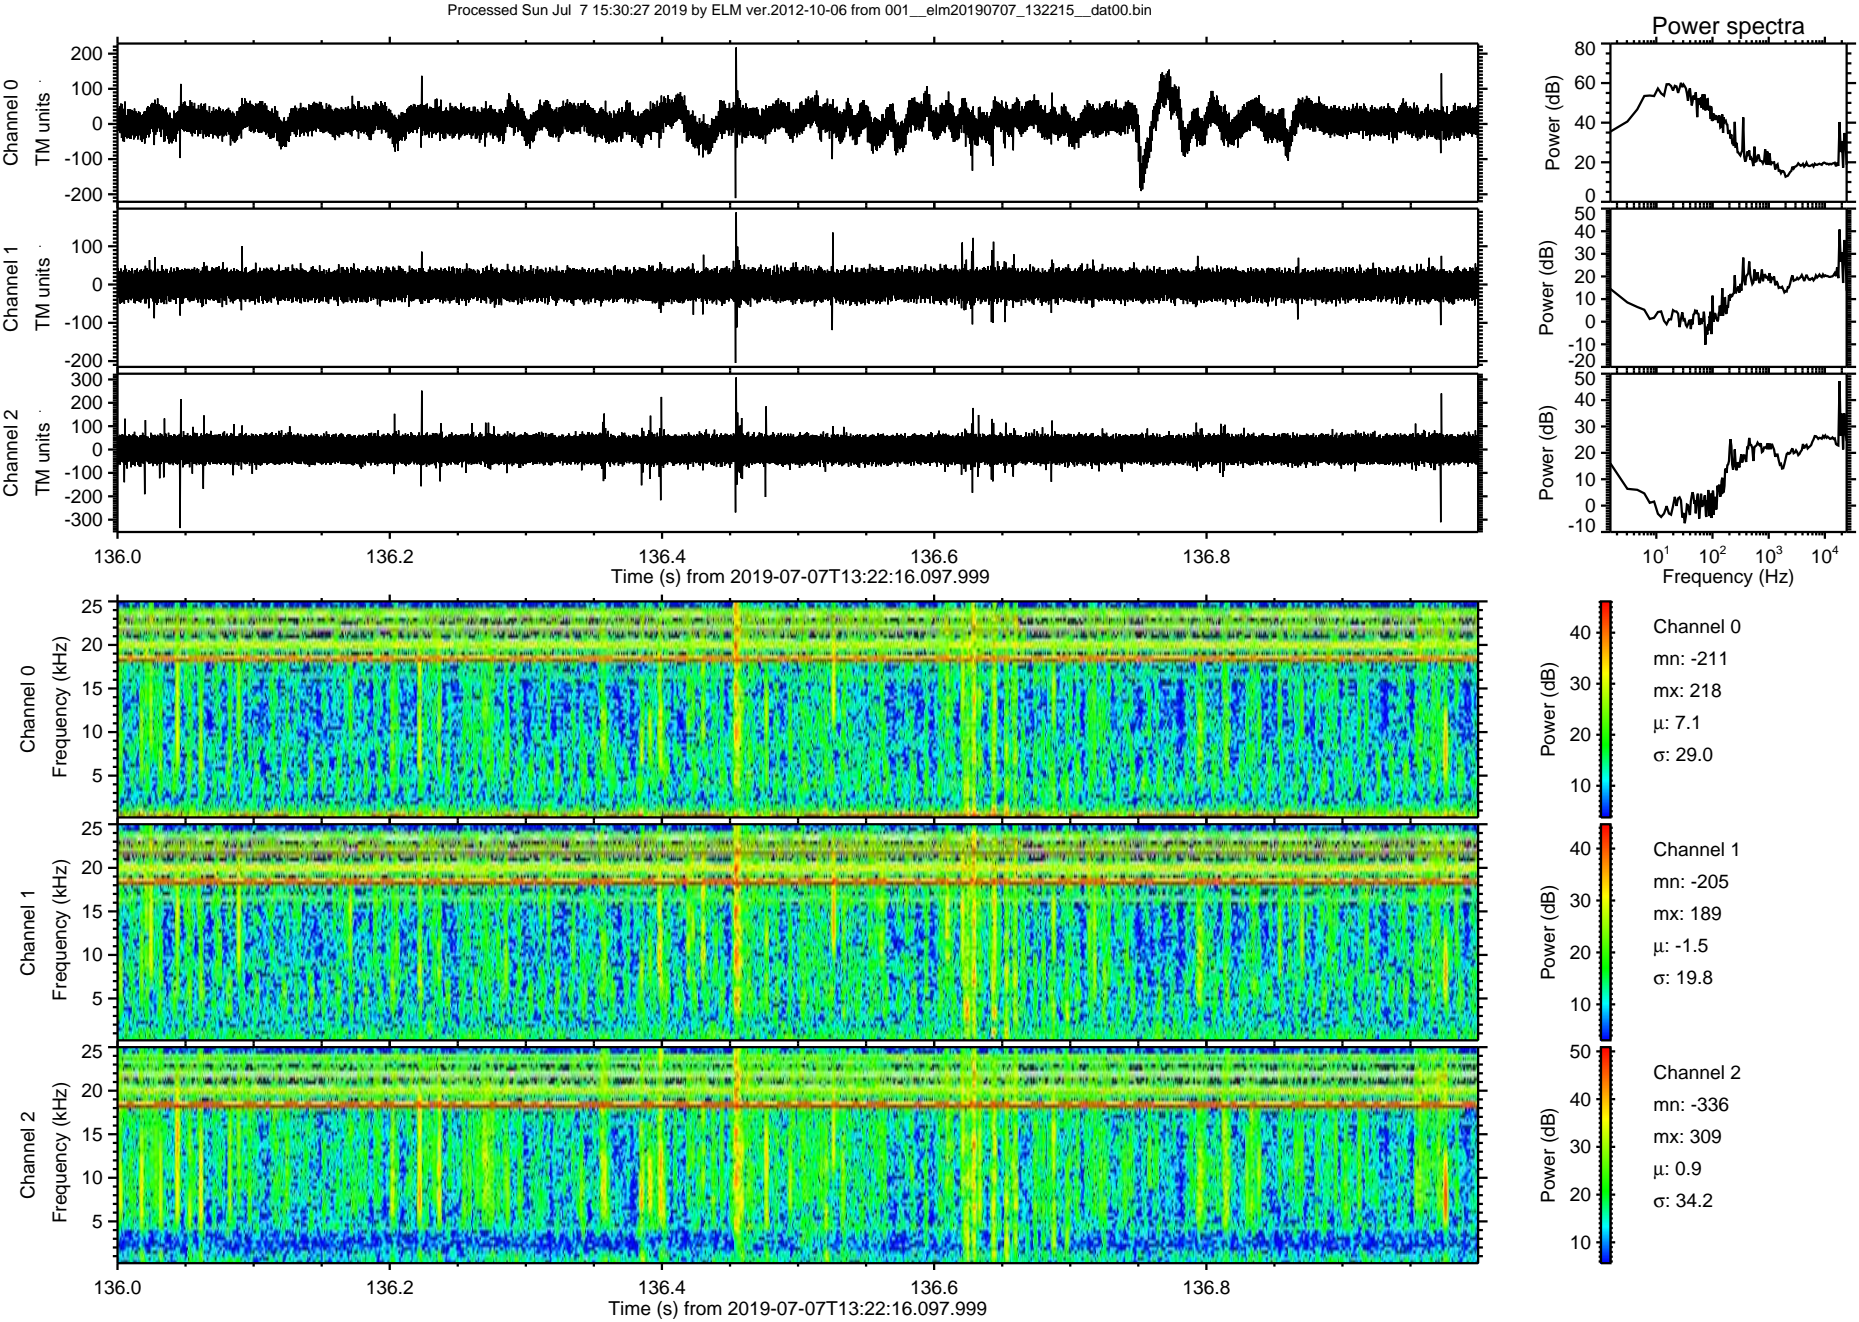 Processed Sun Jul 7 15:30:27 2019 by ELM ver.2012-10-06 from 001__elm20190707_132215__dat00.bin
Power spectra
Channel 0
TM units
200
100
0
-100
-200
Power (dB)
80
60
40
20
0
Channel 1
TM units
100
0
-100
-200
Power (dB)
50
40
30
20
10
0
-10
-20
Channel 2
TM units
300
200
100
0
-100
-200
-300
Power (dB)
50
40
30
20
10
0
-10
136.0 136.2 136.4 136.6 136.8
Time (s) from 2019-07-07T13:22:16.097.999
10¹ 10² 10³ 10⁴
Frequency (Hz)
Channel 0
Frequency (kHz)
25
20
15
10
5
Power (dB)
40
30
20
10
Channel 0
mn: -211
mx: 218
μ: 7.1
σ: 29.0
Channel 1
Frequency (kHz)
25
20
15
10
5
Power (dB)
40
30
20
10
Channel 1
mn: -205
mx: 189
μ: -1.5
σ: 19.8
Channel 2
Frequency (kHz)
25
20
15
10
5
Power (dB)
50
40
30
20
10
Channel 2
mn: -336
mx: 309
μ: 0.9
σ: 34.2
136.0 136.2 136.4 136.6 136.8
Time (s) from 2019-07-07T13:22:16.097.999